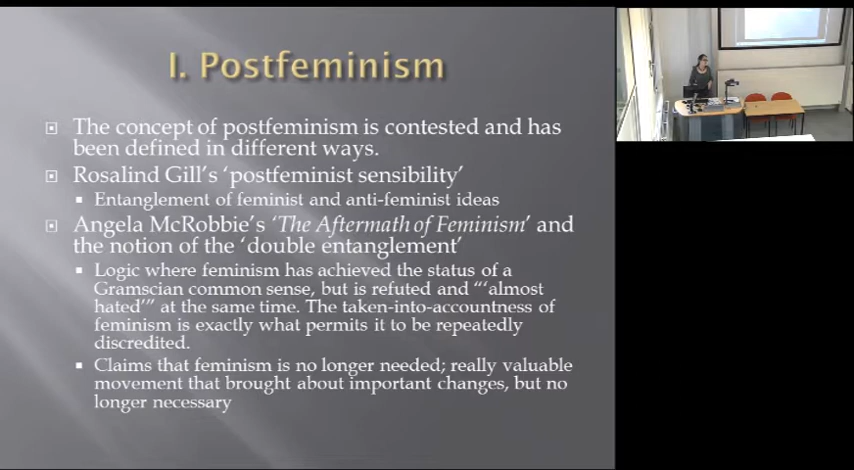 I. Postfeminism
The concept of postfeminism is contested and has
been defined in different ways.
Rosalind Gill's 'postfeminist sensibility'
Entanglement of feminist and anti-feminist ideas
Angela McRobbie's 'The Aftermath of Feminism' and
the notion of the 'double entanglement'
Logic where feminism has achieved the status of a
Gramscian common sense, but is refuted and "'almost
hated'" at the same time. The taken-into-accountness of
feminism is exactly what permits it to be repeatedly
discredited.
Claims that feminism is no longer needed; really valuable
movement that brought about important changes, but no
longer necessary